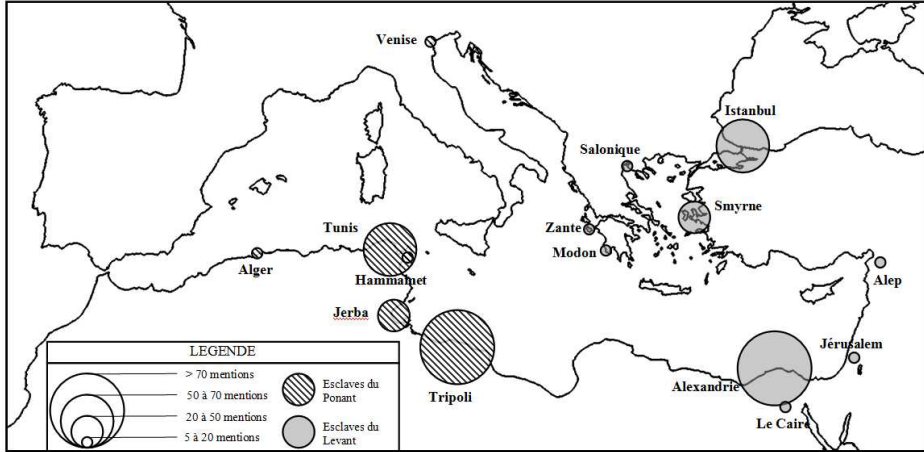 Venise
Istanbul
Salonique
Smyrne
Tunis
Zante
Modon
Alger
Hammamet
Alep
Jerba
Jérusalem
Alexandrie
Tripoli
Le Caire
LEGENDE
> 70 mentions
50 à 70 mentions
20 à 50 mentions
5 à 20 mentions
Esclaves du
Ponant
Esclaves du
Levant